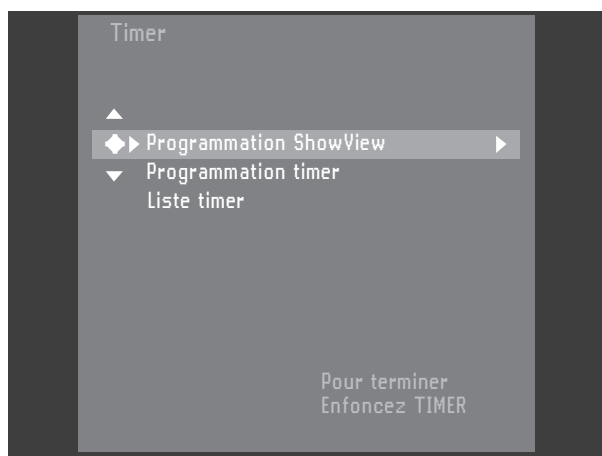 Timer
Programmation ShowView
Programmation timer
Liste timer
Pour terminer
Enfoncez TIMER